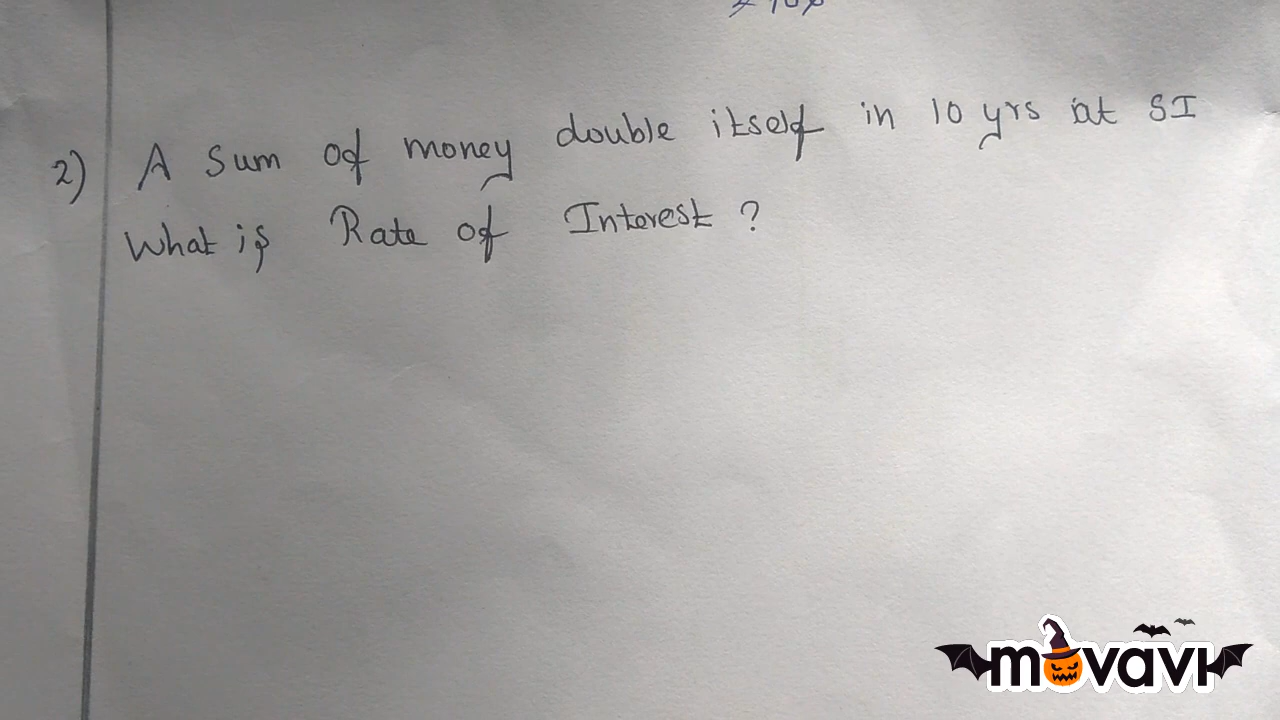 2) A sum of money double itself in 10 yrs at SI
What is Rate of Interest ?
movavi